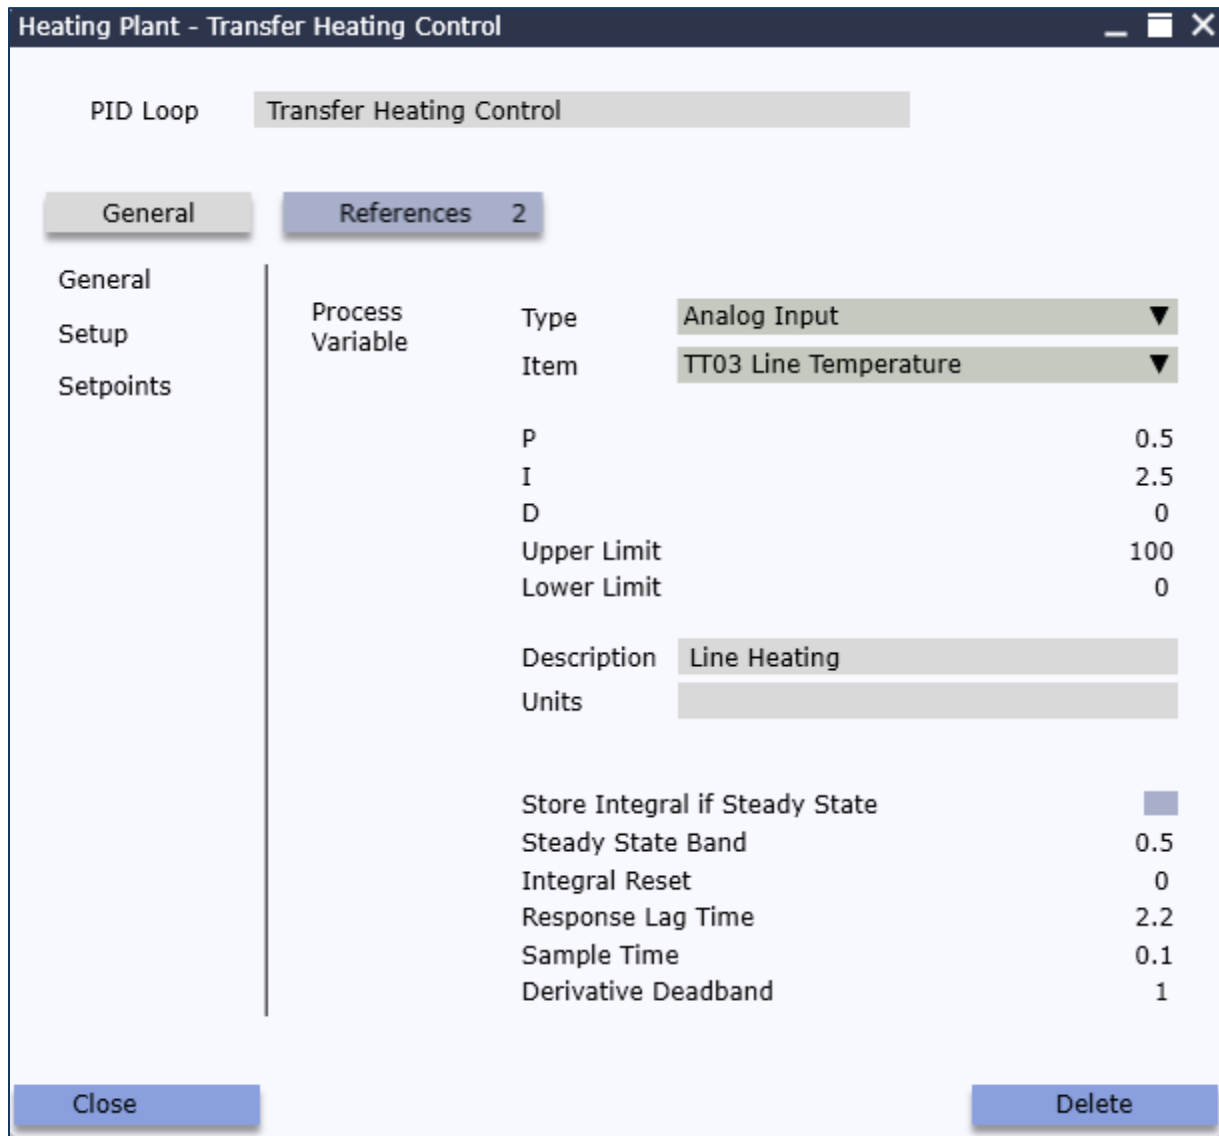 Heating Plant - Transfer Heating Control
PID Loop Transfer Heating Control
General References 2
General
Setup
Setpoints
Process
Variable
Type Analog Input
Item TT03 Line Temperature
P 0.5
I 2.5
D 0
Upper Limit 100
Lower Limit 0
Description Line Heating
Units
Store Integral if Steady State
Steady State Band 0.5
Integral Reset 0
Response Lag Time 2.2
Sample Time 0.1
Derivative Deadband 1
Close Delete